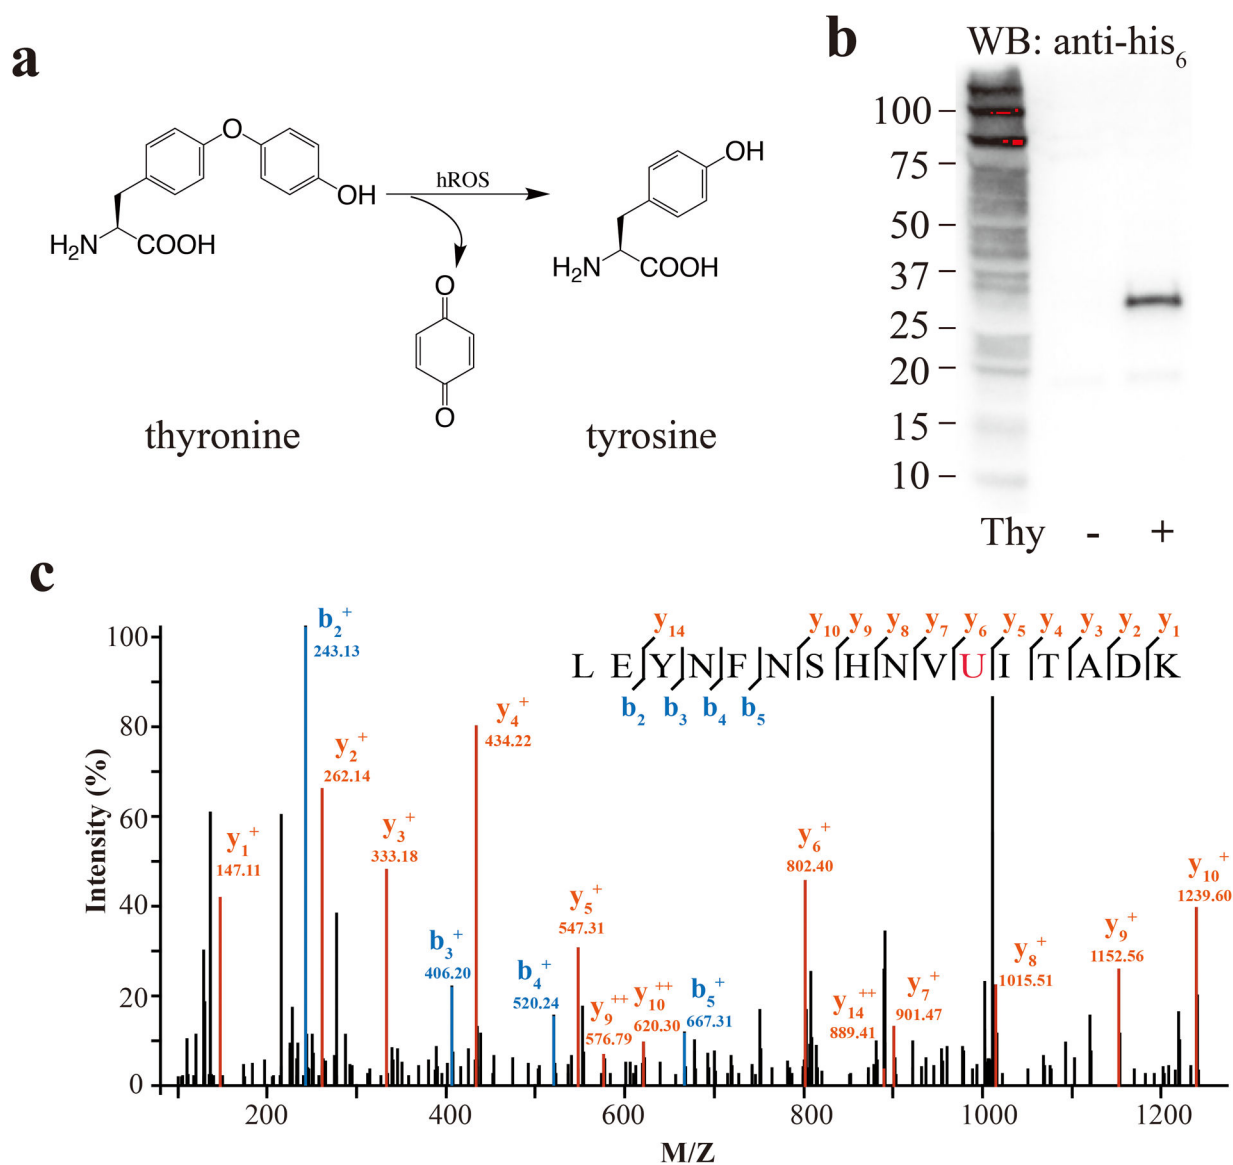 a
O
OH
H₂N
COOH
hROS
O
O
OH
H₂N
COOH
thyronine
tyrosine
b
WB: anti-his₆
100
75
50
37
25
20
15
10
Thy - +
c
Intensity (%)
100
80
60
40
20
0
200 400 600 800 1000 1200
M/Z
y₁₄ y₁₀ y₉ y₈ y₇ y₆ y₅ y₄ y₃ y₂ y₁
L E Y N F N S H N V U I T A D K
b₂ b₃ b₄ b₅
y₁⁺
147.11
b₂⁺
243.13
y₂⁺
262.14
y₃⁺
333.18
b₃⁺
406.20
y₄⁺
434.22
b₄⁺
520.24
y₅⁺
547.31
y₉⁺⁺
576.79
y₁₀⁺⁺
620.30
b₅⁺
667.31
y₆⁺
802.40
y₁₄⁺⁺
889.41
y₇⁺
901.47
y₈⁺
1015.51
y₉⁺
1152.56
y₁₀⁺
1239.60